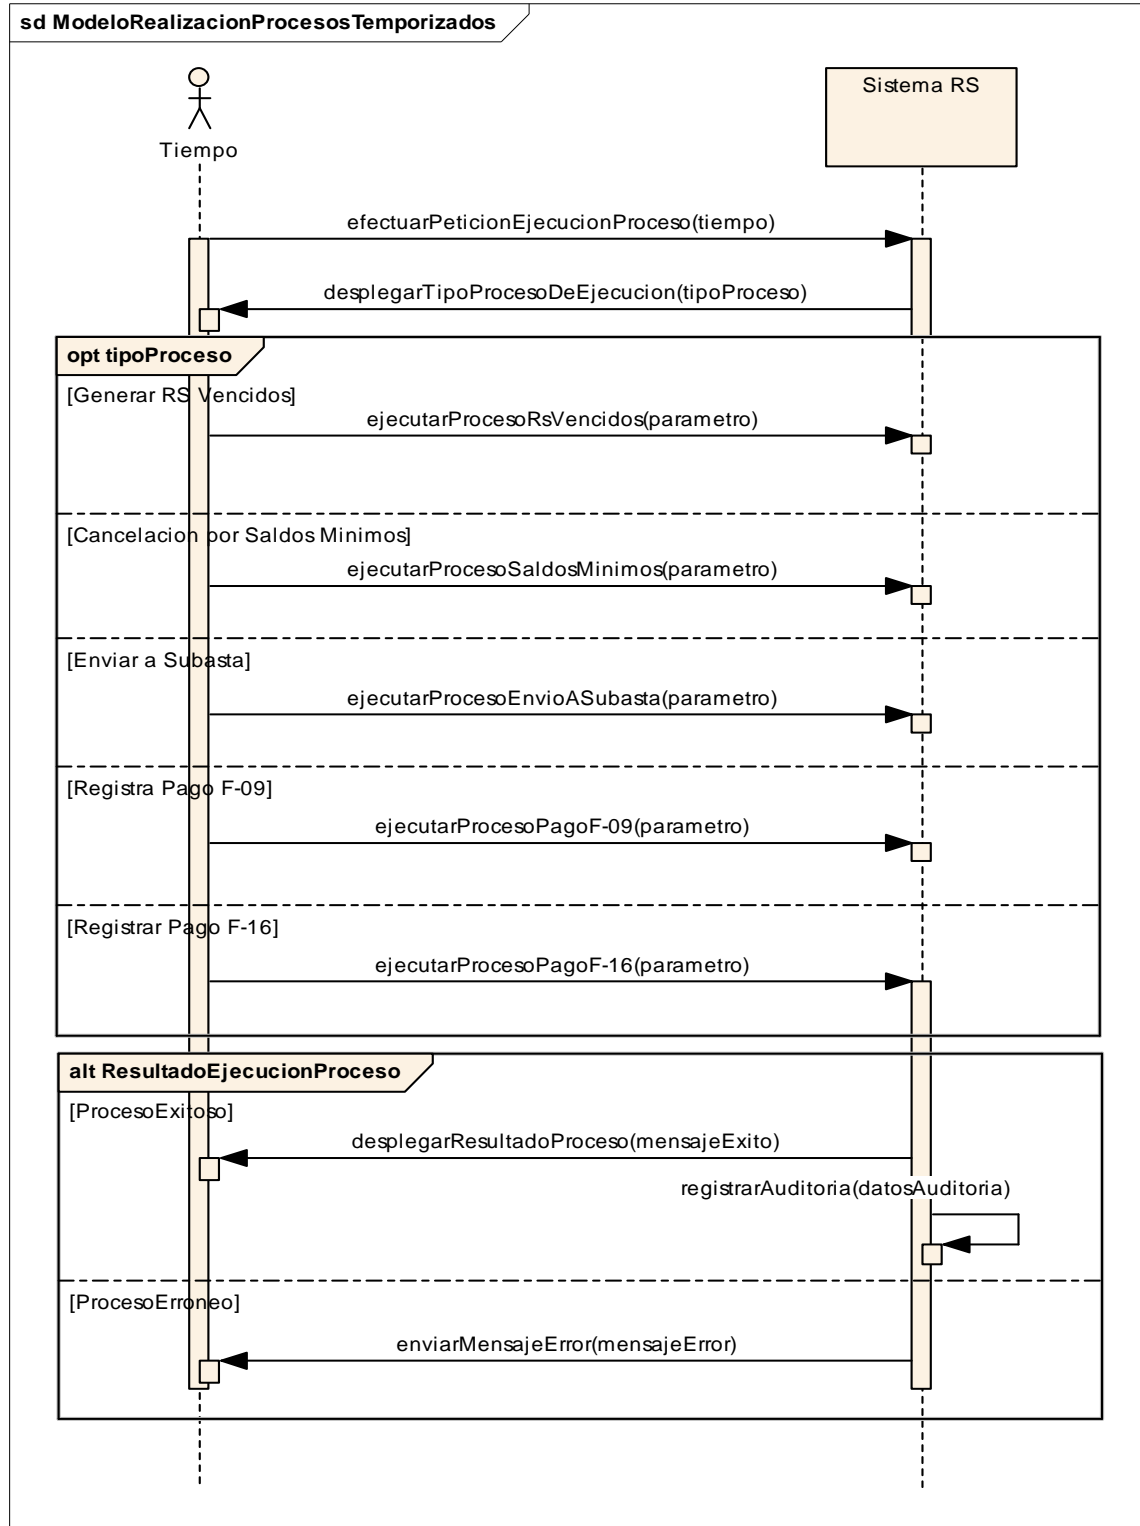 sd ModeloRealizacionProcesosTemporizados
Tiempo
Sistema RS
efectuarPeticionEjecucionProceso(tiempo)
desplegarTipoProcesoDeEjecucion(tipoProceso)
opt tipoProceso
[Generar RS Vencidos]
ejecutarProcesoRsVencidos(parametro)
[Cancelacion por Saldos Minimos]
ejecutarProcesoSaldosMinimos(parametro)
[Enviar a Subasta]
ejecutarProcesoEnvioASubasta(parametro)
[Registra Pago F-09]
ejecutarProcesoPagoF-09(parametro)
[Registrar Pago F-16]
ejecutarProcesoPagoF-16(parametro)
alt ResultadoEjecucionProceso
[ProcesoExitoso]
desplegarResultadoProceso(mensajeExito)
registrarAuditoria(datosAuditoria)
[ProcesoErroneo]
enviarMensajeError(mensajeError)